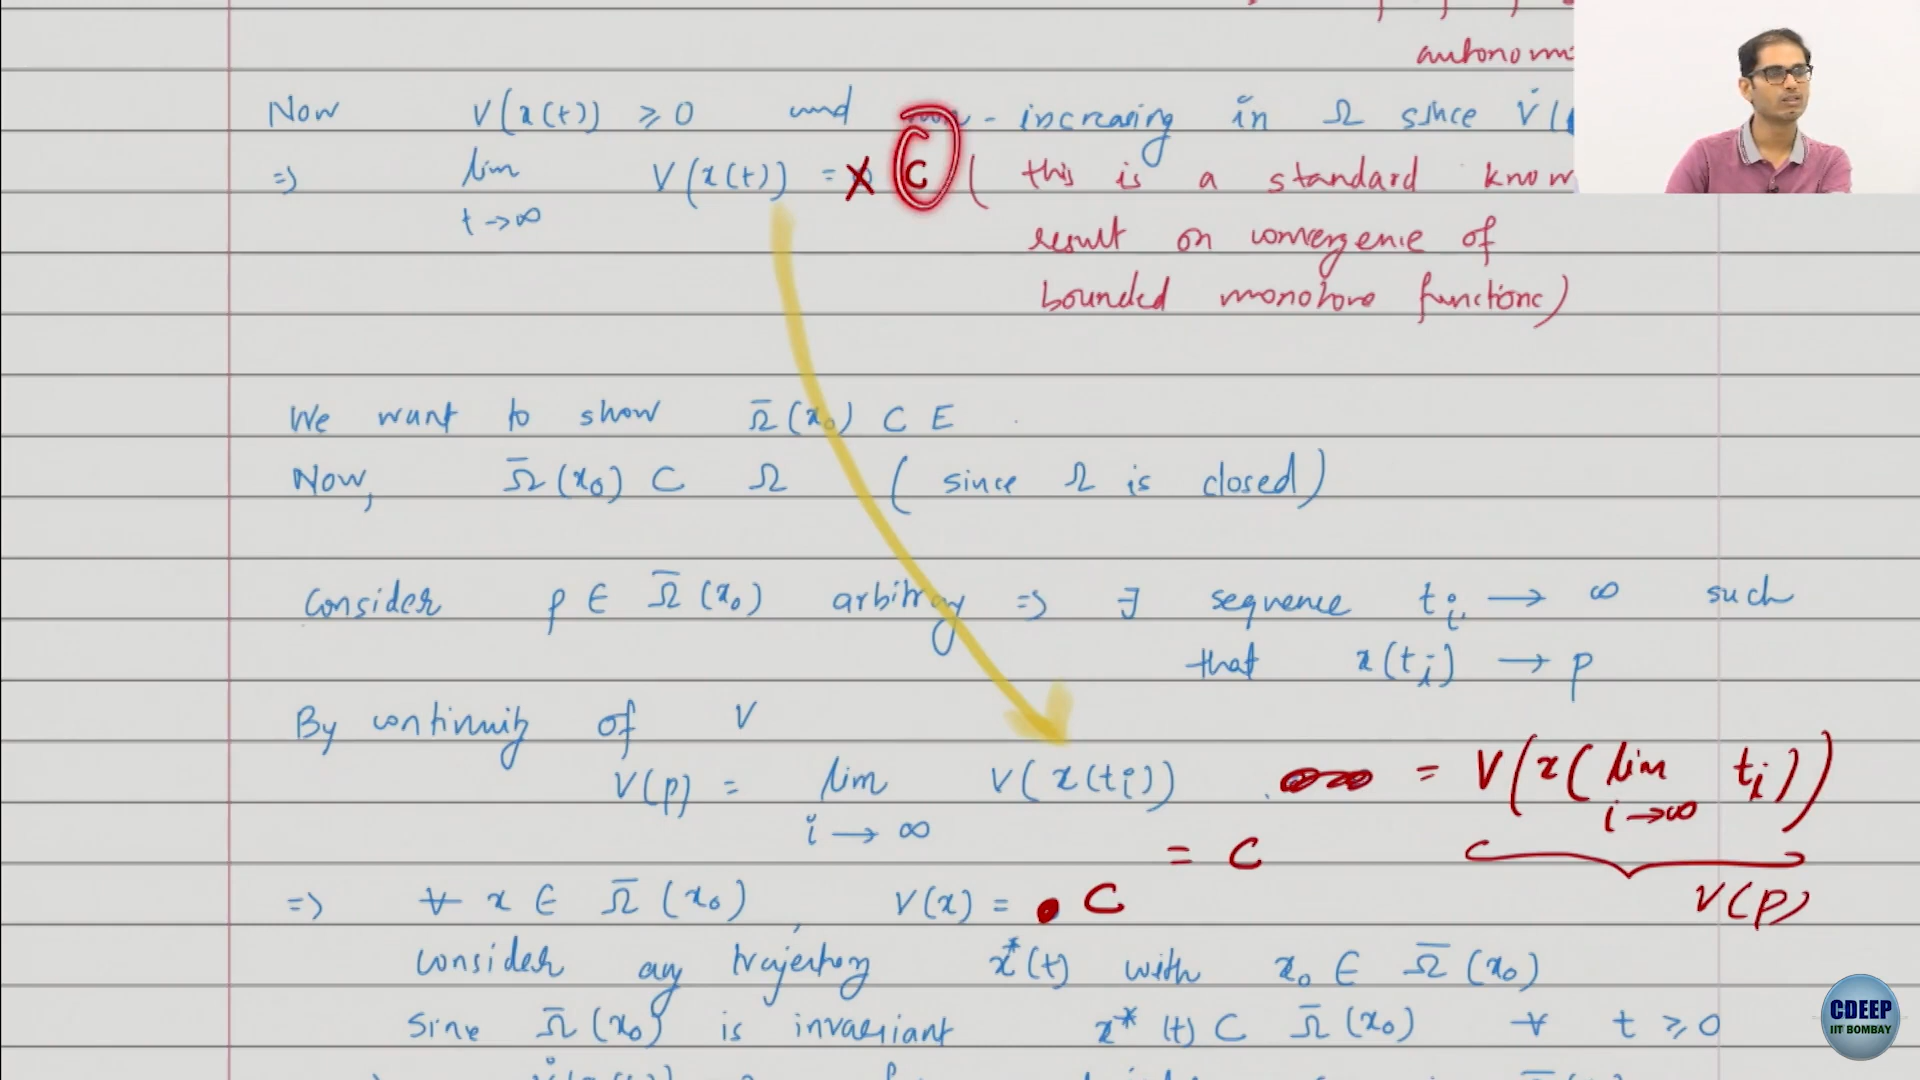 autonom
Now V(x(t)) ≥ 0 and - increasing in Ω since V̇(
⇒ lim V(x(t)) = C ( this is a standard know
t → ∞
result on convergence of
bounded monotone functions)
We want to show Ω̄(x₀) ⊂ E
Now, Ω̄(x₀) ⊂ Ω ( since Ω is closed)
Consider p ∈ Ω̄(x₀) arbitrary ⇒ ∃ sequence tᵢ → ∞ such
that x(tᵢ) → p
By continuity of V
V(p) = lim V(x(tᵢ)) = V(x(lim tᵢ))
i → ∞ i → ∞
= C
V(p)
⇒ ∀ x ∈ Ω̄(x₀), V(x) = C
consider any trajectory x*(t) with x₀ ∈ Ω̄(x₀)
Since Ω̄(x₀) is invariant x*(t) ⊂ Ω̄(x₀) ∀ t ≥ 0
CDEEP
IIT BOMBAY